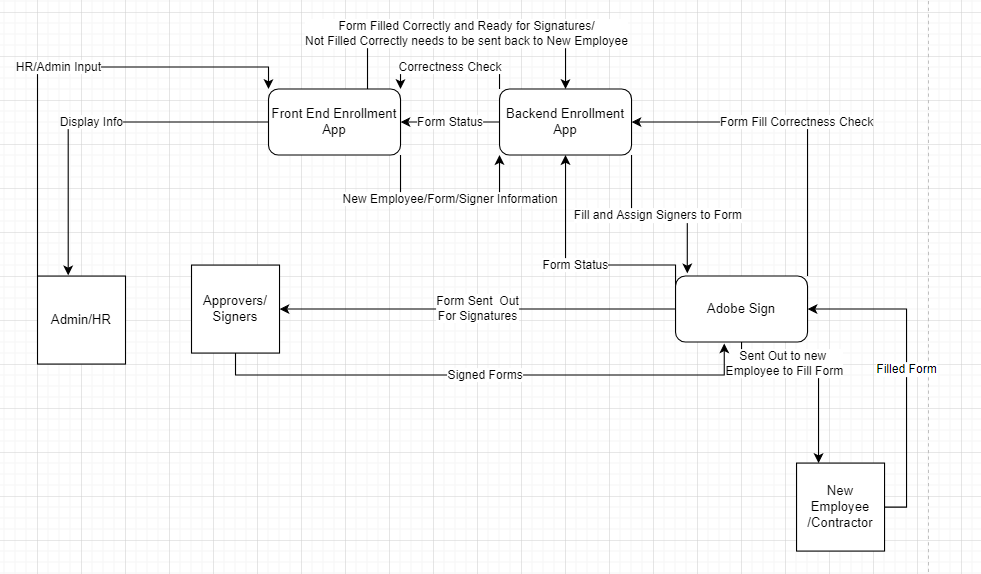 Form Filled Correctly and Ready for Signatures/
Not Filled Correctly needs to be sent back to New Employee
HR/Admin Input
Correctness Check
Front End Enrollment
App
Backend Enrollment
App
Display Info
Form Status
Form Fill Correctness Check
New Employee/Form/Signer Information
Fill and Assign Signers to Form
Form Status
Admin/HR
Approvers/
Signers
Form Sent Out
For Signatures
Adobe Sign
Sent Out to new
Employee to Fill Form
Filled Form
Signed Forms
New
Employee
/Contractor